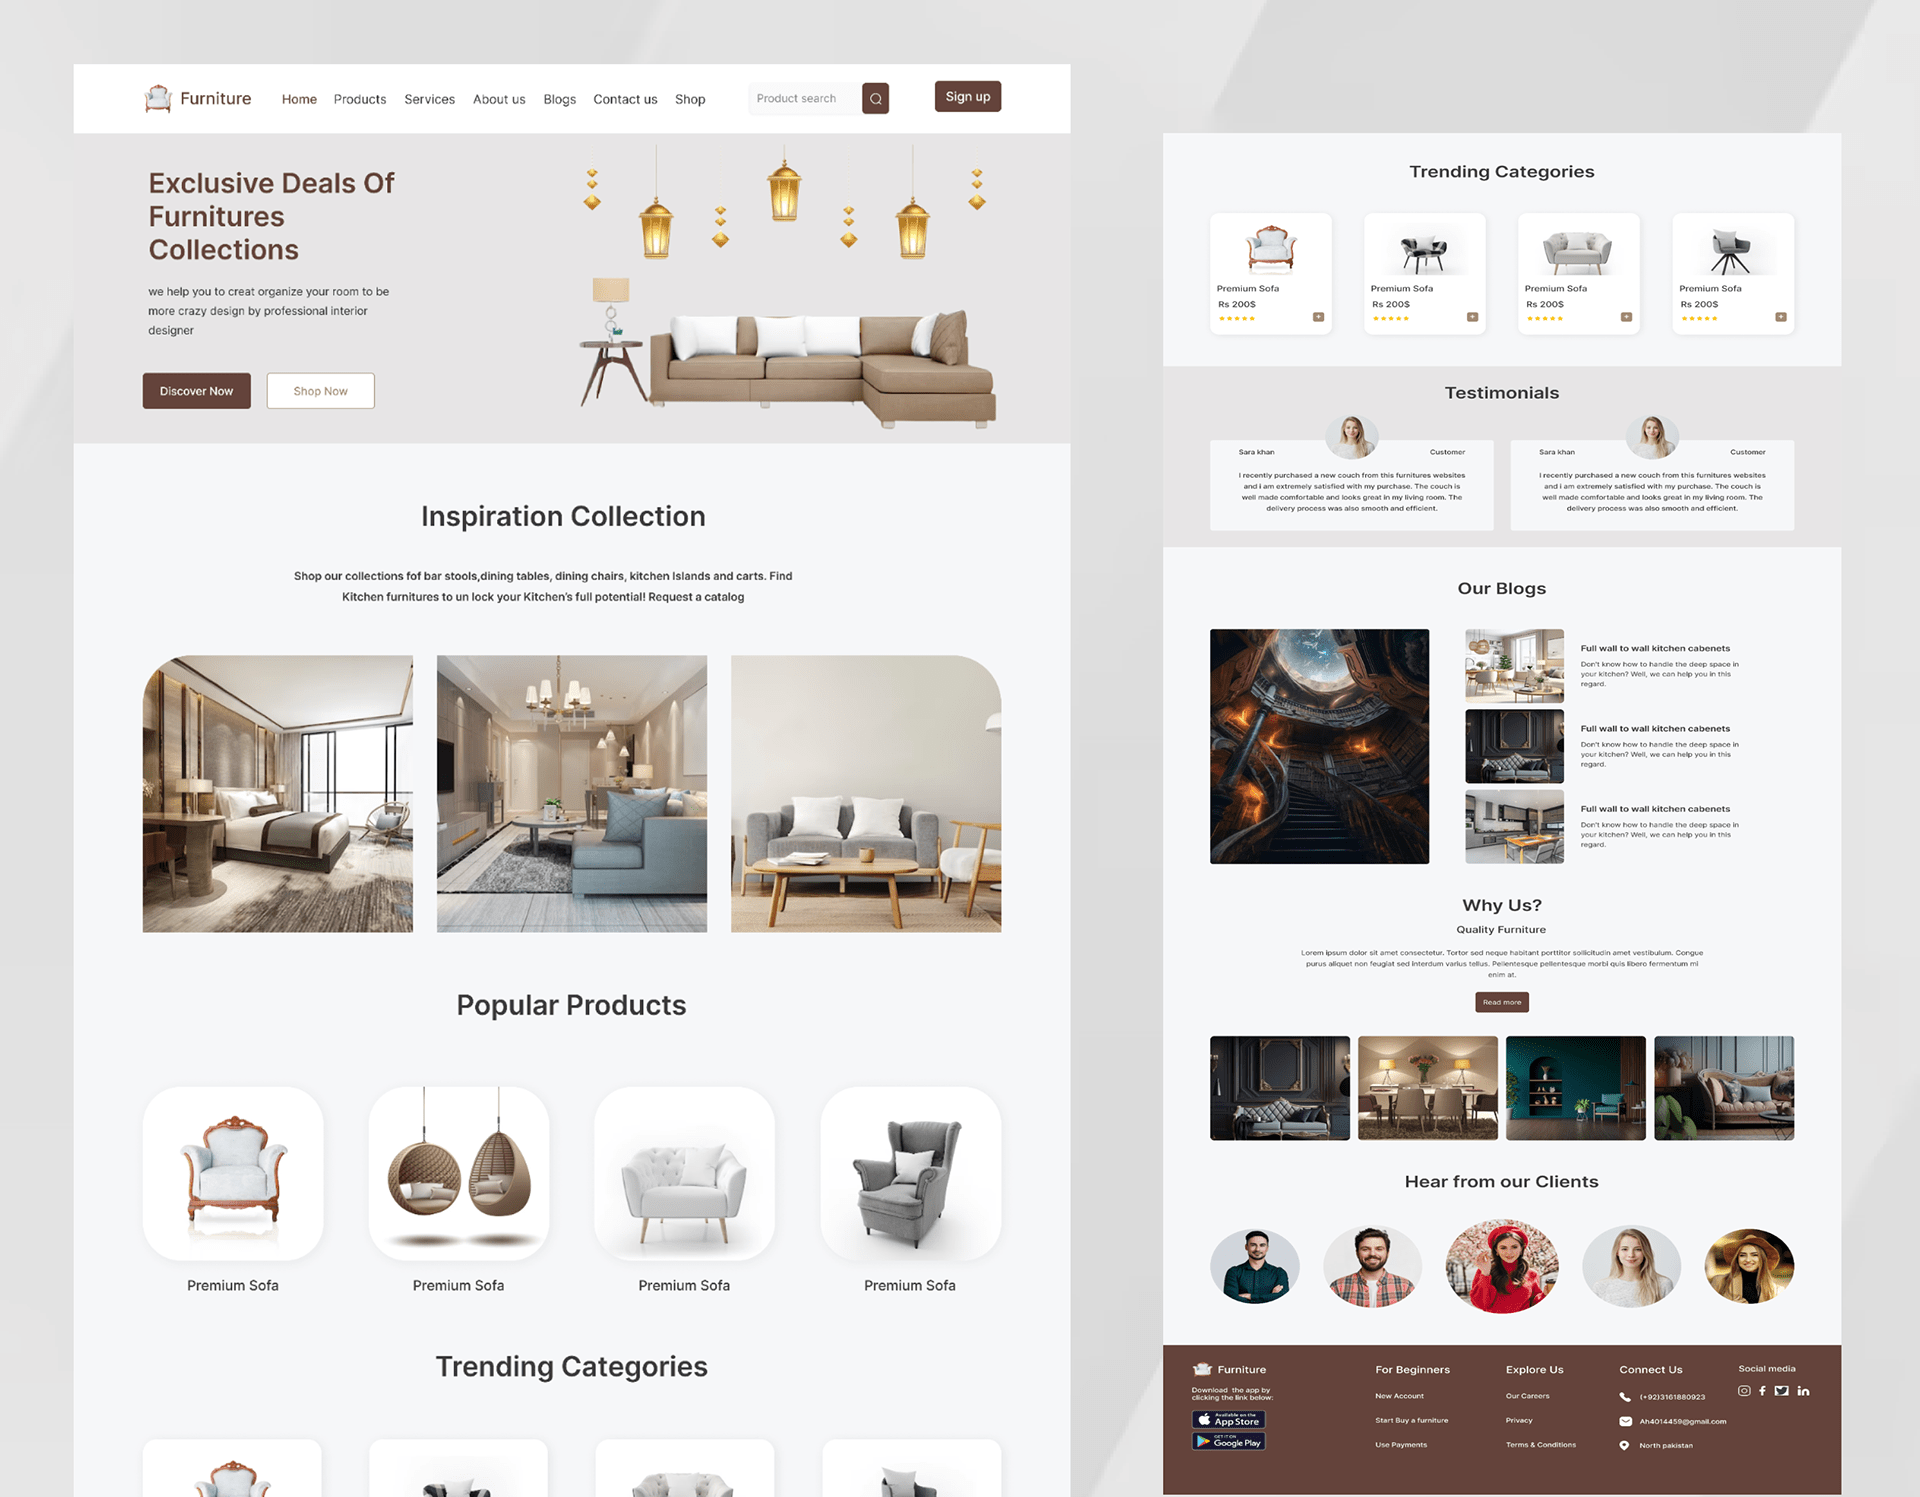 Furniture
Home
Products
Services
About us
Blogs
Contact us
Shop
Product search
Sign up
Exclusive Deals Of
Furnitures
Collections
we help you to creat organize your room to be
more crazy design by professional interior
designer
Discover Now
Shop Now
Inspiration Collection
Shop our collections fof bar stools,dining tables, dining chairs, kitchen Islands and carts. Find
Kitchen furnitures to un lock your Kitchen's full potential! Request a catalog
Popular Products
Premium Sofa
Premium Sofa
Premium Sofa
Premium Sofa
Trending Categories
Trending Categories
Premium Sofa
Rs 200$
Premium Sofa
Rs 200$
Premium Sofa
Rs 200$
Premium Sofa
Rs 200$
Testimonials
Sara khan
Customer
I recently purchased a new couch from this furnitures websites
and i am extremely satisfied with my purchase. The couch is
well made comfortable and looks great in my living room. The
delivery process was also smooth and efficient.
Sara khan
Customer
I recently purchased a new couch from this furnitures websites
and i am extremely satisfied with my purchase. The couch is
well made comfortable and looks great in my living room. The
delivery process was also smooth and efficient.
Our Blogs
Full wall to wall kitchen cabenets
Don't know how to handle the deep space in
your kitchen? Well, we can help you in this
regard.
Full wall to wall kitchen cabenets
Don't know how to handle the deep space in
your kitchen? Well, we can help you in this
regard.
Full wall to wall kitchen cabenets
Don't know how to handle the deep space in
your kitchen? Well, we can help you in this
regard.
Why Us?
Quality Furniture
Lorem ipsum dolor sit amet consectetur. Tortor sed neque habitant porttitor sollicitudin amet vestibulum. Congue
purus aliquet non feugiat sed interdum varius tellus. Pellentesque pellentesque morbi quis libero fermentum mi
enim at.
Read more
Hear from our Clients
Furniture
Download the app by
clicking the link below:
Available on the
App Store
GET IT ON
Google Play
For Beginners
New Account
Start Buy a furniture
Use Payments
Explore Us
Our Careers
Privacy
Terms & Conditions
Connect Us
(+92)3161880923
Ah4014459@gmail.com
North pakistan
Social media